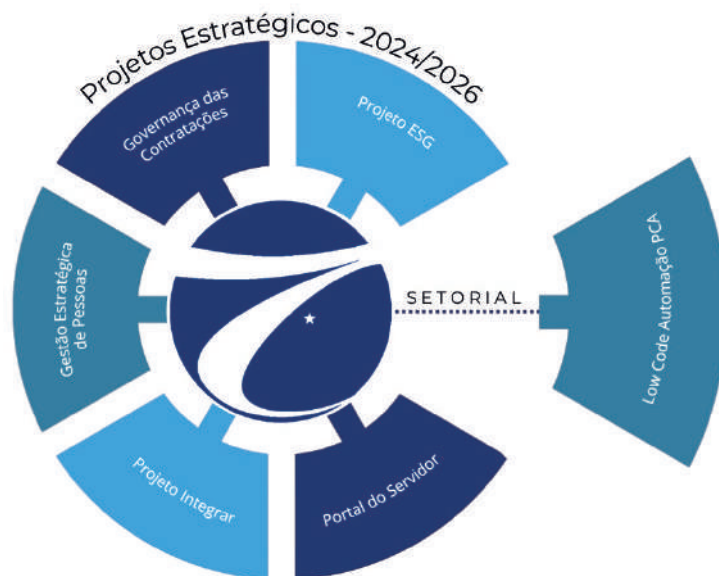 Projetos Estratégicos - 2024/2026
Governança das
Contratações
Projeto ESG
Gestão Estratégica
de Pessoas
SETORIAL
Low Code Automação PCA
Projeto Integrar
Portal do Servidor